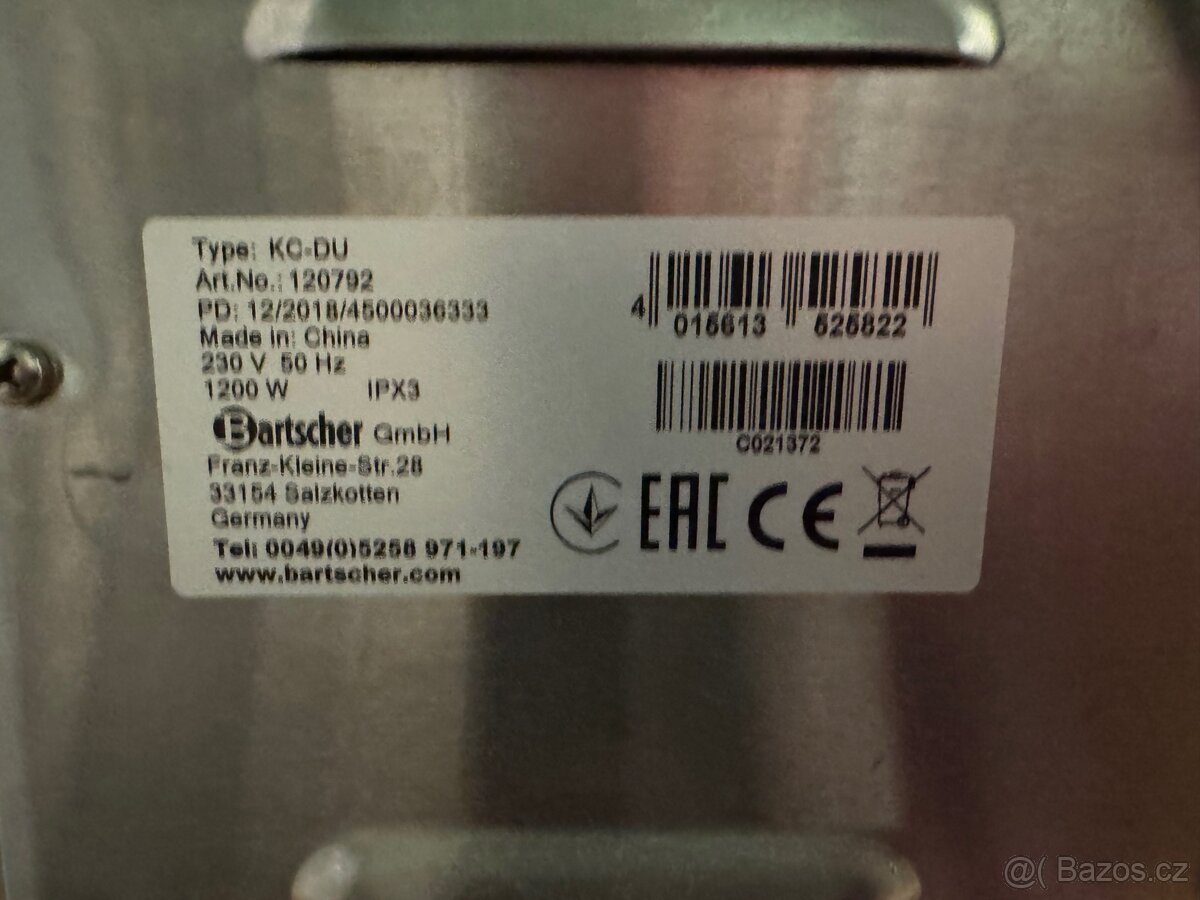 Type: KC-DU
Art.No.: 120792
PD: 12/2018/4500036333
Made in: China
230 V 50 Hz
1200 W IPX3
Bartscher GmbH
Franz-Kleine-Str.28
33154 Salzkotten
Germany
Tel: 0049(0)5258 971-197
www.bartscher.com
4 015613 525822
C021372
EAC CE
@( Bazos.cz